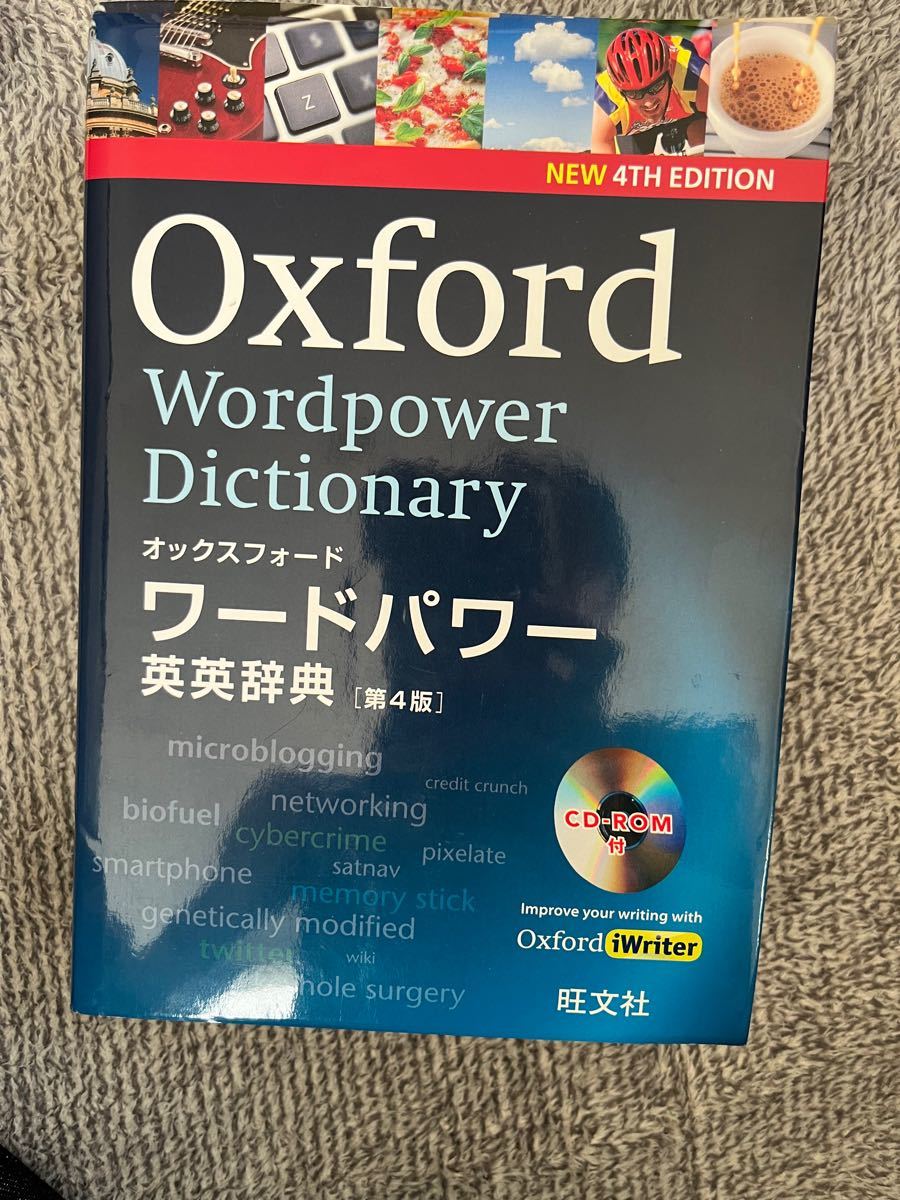 Z
NEW 4TH EDITION
Oxford
Wordpower
Dictionary
オックスフォード
ワードパワー
英英辞典 [第4版]
microblogging
credit crunch
biofuel
networking
cybercrime
pixelate
smartphone
satnav
memory stick
genetically modified
twitter
wiki
hole surgery
CD-ROM
付
Improve your writing with
Oxford iWriter
旺文社